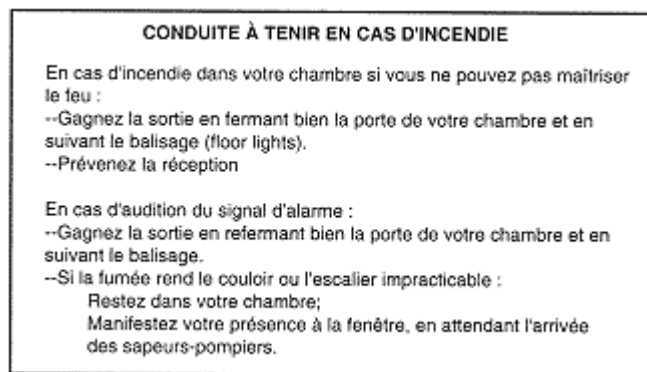 CONDUITE À TENIR EN CAS D'INCENDIE
En cas d'incendie dans votre chambre si vous ne pouvez pas maîtriser
le feu :
--Gagnez la sortie en fermant bien la porte de votre chambre et en
suivant le balisage (floor lights).
--Prévenez la réception
En cas d'audition du signal d'alarme :
--Gagnez la sortie en refermant bien la porte de votre chambre et en
suivant le balisage.
--Si la fumée rend le couloir ou l'escalier impracticable :
Restez dans votre chambre;
Manifestez votre présence à la fenêtre, en attendant l'arrivée
des sapeurs-pompiers.